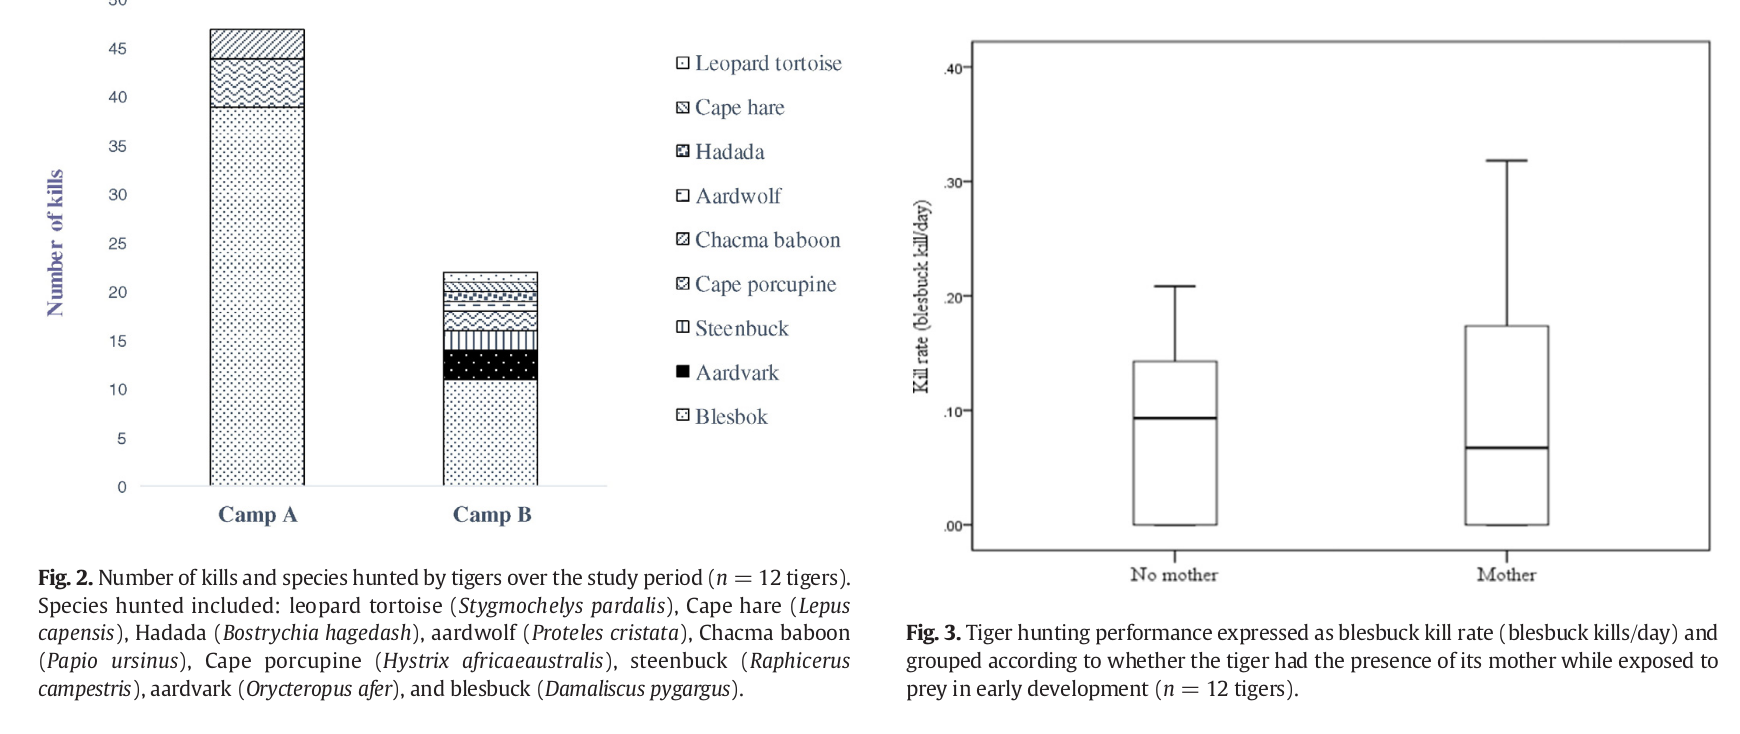 50
45
40
35
30
25
20
15
10
5
0
Number of kills
Camp A
Camp B
Leopard tortoise
Cape hare
Hadada
Aardwolf
Chacma baboon
Cape porcupine
Steenbuck
Aardvark
Blesbok
Fig. 2. Number of kills and species hunted by tigers over the study period (n = 12 tigers).
Species hunted included: leopard tortoise (Stygmochelys pardalis), Cape hare (Lepus
capensis), Hadada (Bostrychia hagedash), aardwolf (Proteles cristata), Chacma baboon
(Papio ursinus), Cape porcupine (Hystrix africaeaustralis), steenbuck (Raphicerus
campestris), aardvark (Orycteropus afer), and blesbuck (Damaliscus pygargus).
.40
.30
.20
.10
.00
Kill rate (blesbuck kill/day)
No mother
Mother
Fig. 3. Tiger hunting performance expressed as blesbuck kill rate (blesbuck kills/day) and
grouped according to whether the tiger had the presence of its mother while exposed to
prey in early development (n = 12 tigers).